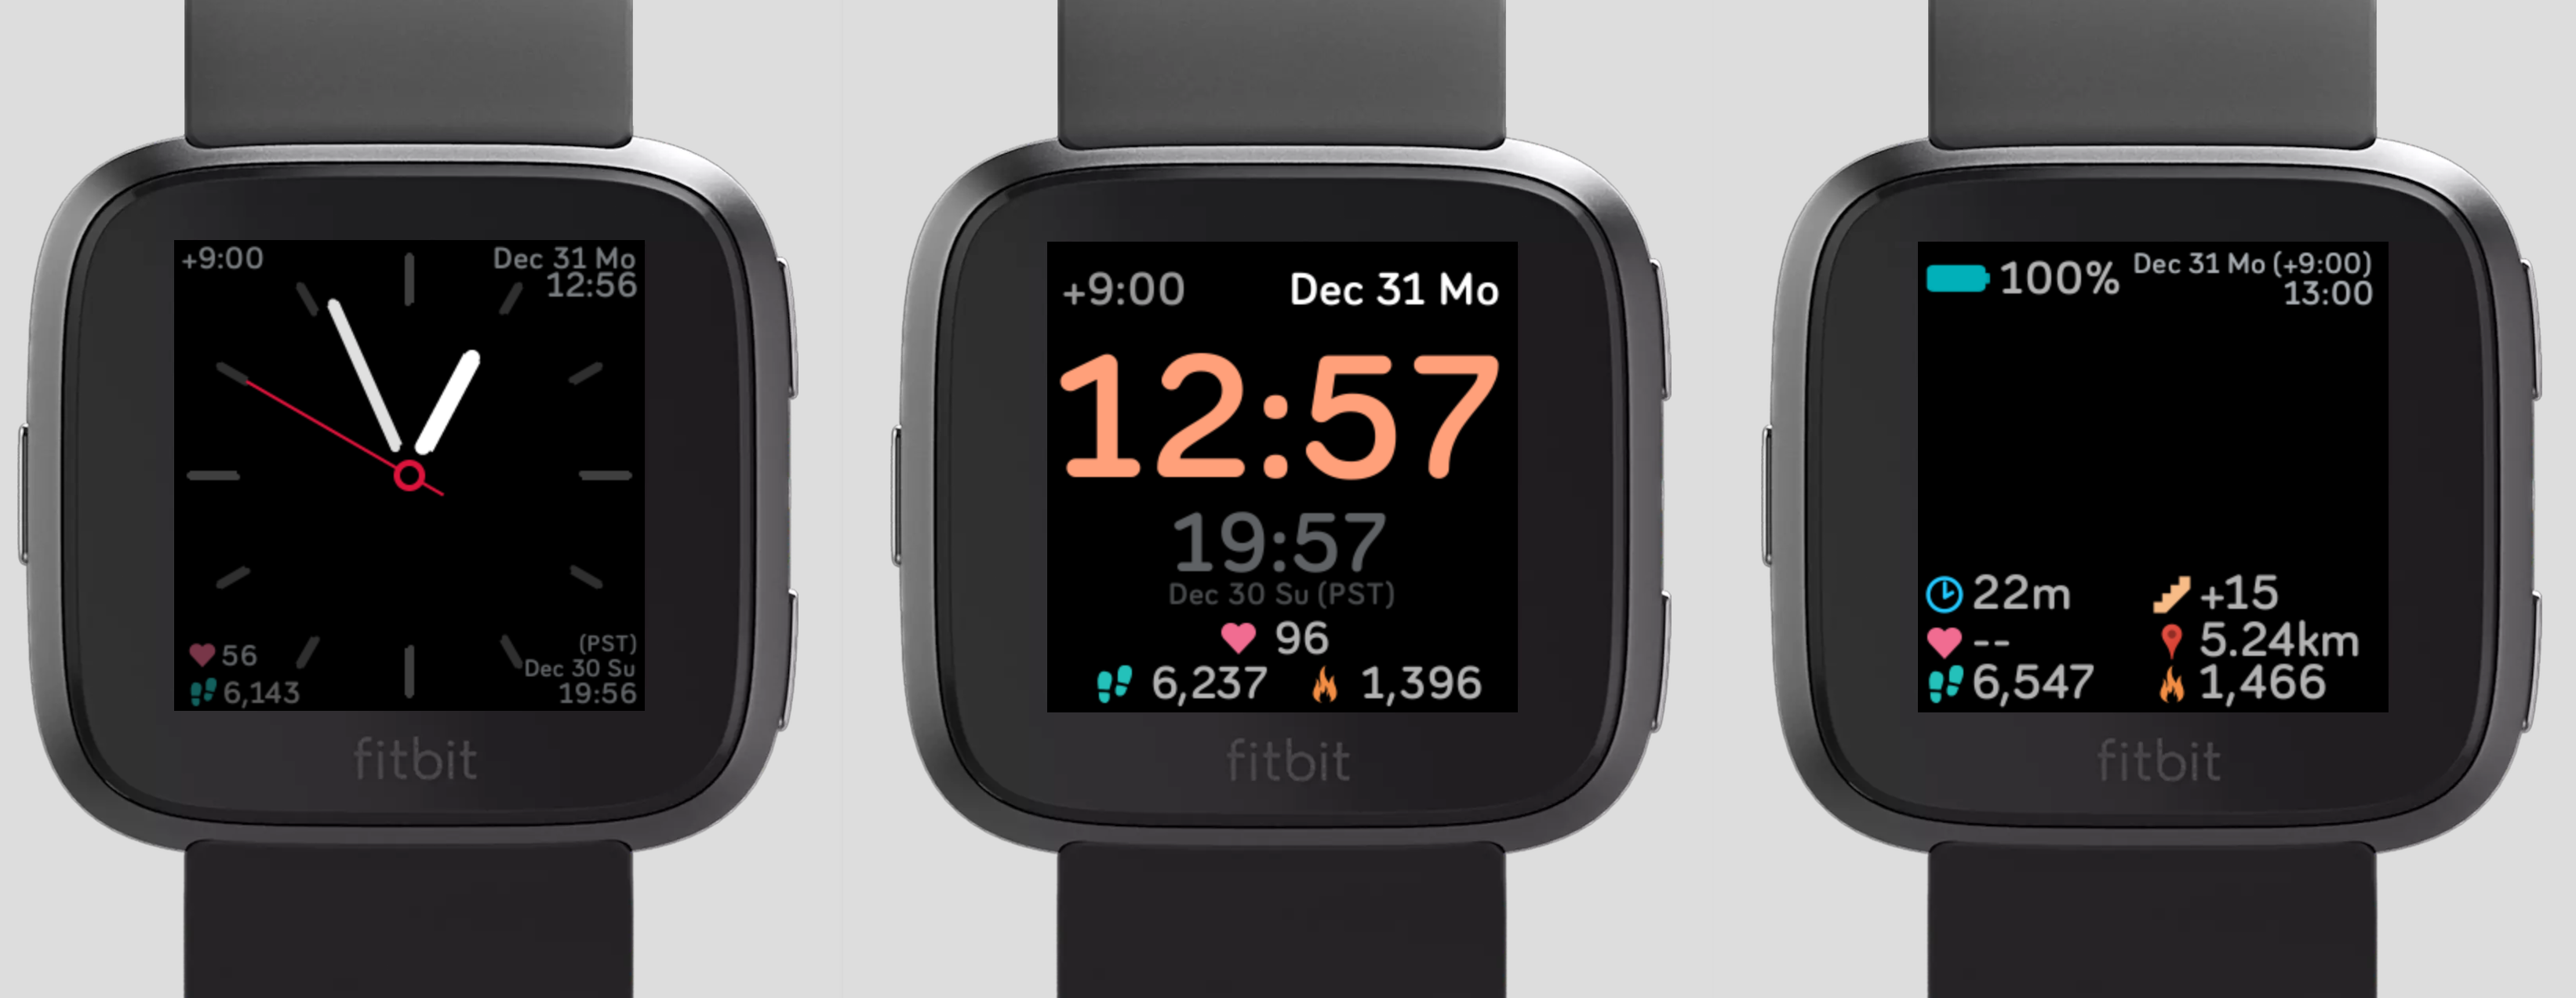 +9:00
Dec 31 Mo
12:56
56
6,143
(PST)
Dec 30 Su
19:56
fitbit
+9:00
Dec 31 Mo
12:57
19:57
Dec 30 Su (PST)
96
6,237
1,396
fitbit
100%
Dec 31 Mo (+9:00)
13:00
22m
+15
--
5.24km
6,547
1,466
fitbit